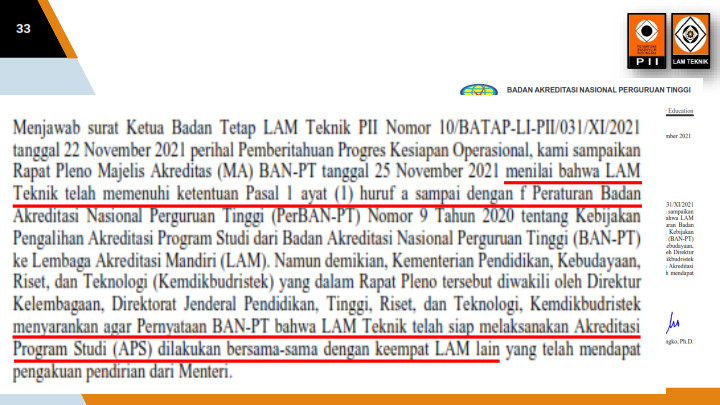 33
PII
LAM TEKNIK
BADAN AKREDITASI NASIONAL PERGURUAN TINGGI
Education
mber 2021
Menjawab surat Ketua Badan Tetap LAM Teknik PII Nomor 10/BATAP-LI-PII/031/XI/2021
tanggal 22 November 2021 perihal Pemberitahuan Progres Kesiapan Operasional, kami sampaikan
Rapat Pleno Majelis Akreditas (MA) BAN-PT tanggal 25 November 2021 menilai bahwa LAM
Teknik telah memenuhi ketentuan Pasal 1 ayat (1) huruf a sampai dengan f Peraturan Badan
Akreditasi Nasional Perguruan Tinggi (PerBAN-PT) Nomor 9 Tahun 2020 tentang Kebijakan
Pengalihan Akreditasi Program Studi dari Badan Akreditasi Nasional Perguruan Tinggi (BAN-PT)
ke Lembaga Akreditasi Mandiri (LAM). Namun demikian, Kementerian Pendidikan, Kebudayaan,
Riset, dan Teknologi (Kemdikbudristek) yang dalam Rapat Pleno tersebut diwakili oleh Direktur
Kelembagaan, Direktorat Jenderal Pendidikan, Tinggi, Riset, dan Teknologi, Kemdikbudristek
menyarankan agar Pernyataan BAN-PT bahwa LAM Teknik telah siap melaksanakan Akreditasi
Program Studi (APS) dilakukan bersama-sama dengan keempat LAM lain yang telah mendapat
pengakuan pendirian dari Menteri.
31/XI/2021
sampaikan
ahwa LAM
ran Badan
Kebijakan
(BAN-PT)
ebudayaan,
h Direktur
ikbudristek
Akreditasi
h mendapat
ngko, Ph.D.